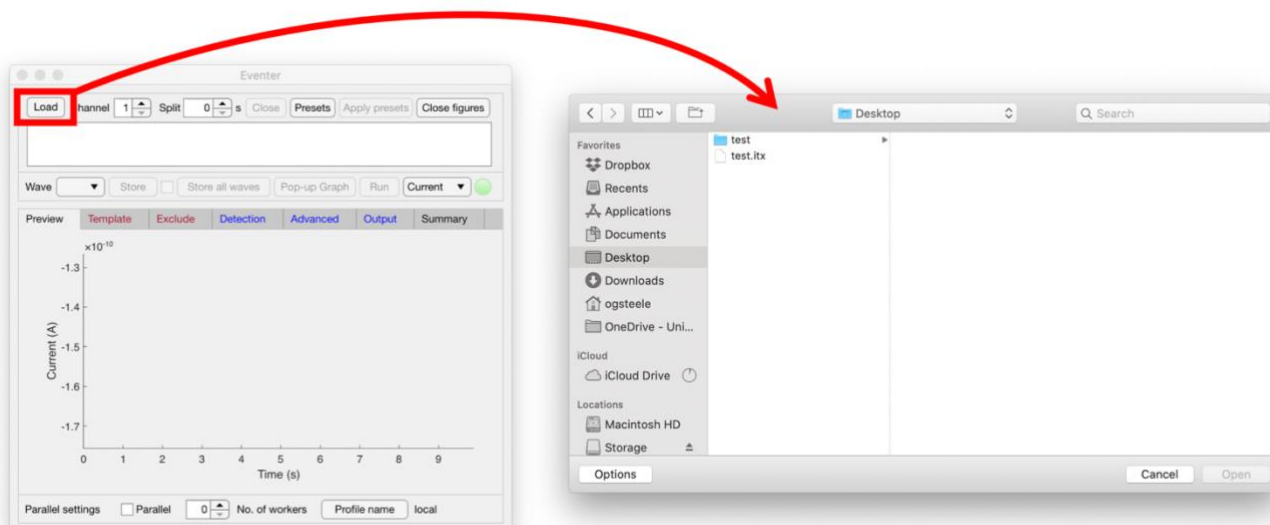 Eventer
Load hannel 1 Split 0 s Close Presets Apply presets Close figures
Wave Store Store all waves Pop-up Graph Run Current
Preview Template Exclude Detection Advanced Output Summary
×10⁻¹⁰
-1.3
-1.4
-1.5
-1.6
-1.7
Current (A)
0 1 2 3 4 5 6 7 8 9
Time (s)
Parallel settings Parallel 0 No. of workers Profile name local
Desktop Search
Favorites
Dropbox
Recents
Applications
Documents
Desktop
Downloads
ogsteele
OneDrive - Uni...
iCloud
iCloud Drive
Locations
Macintosh HD
Storage
test
test.itx
Options Cancel Open